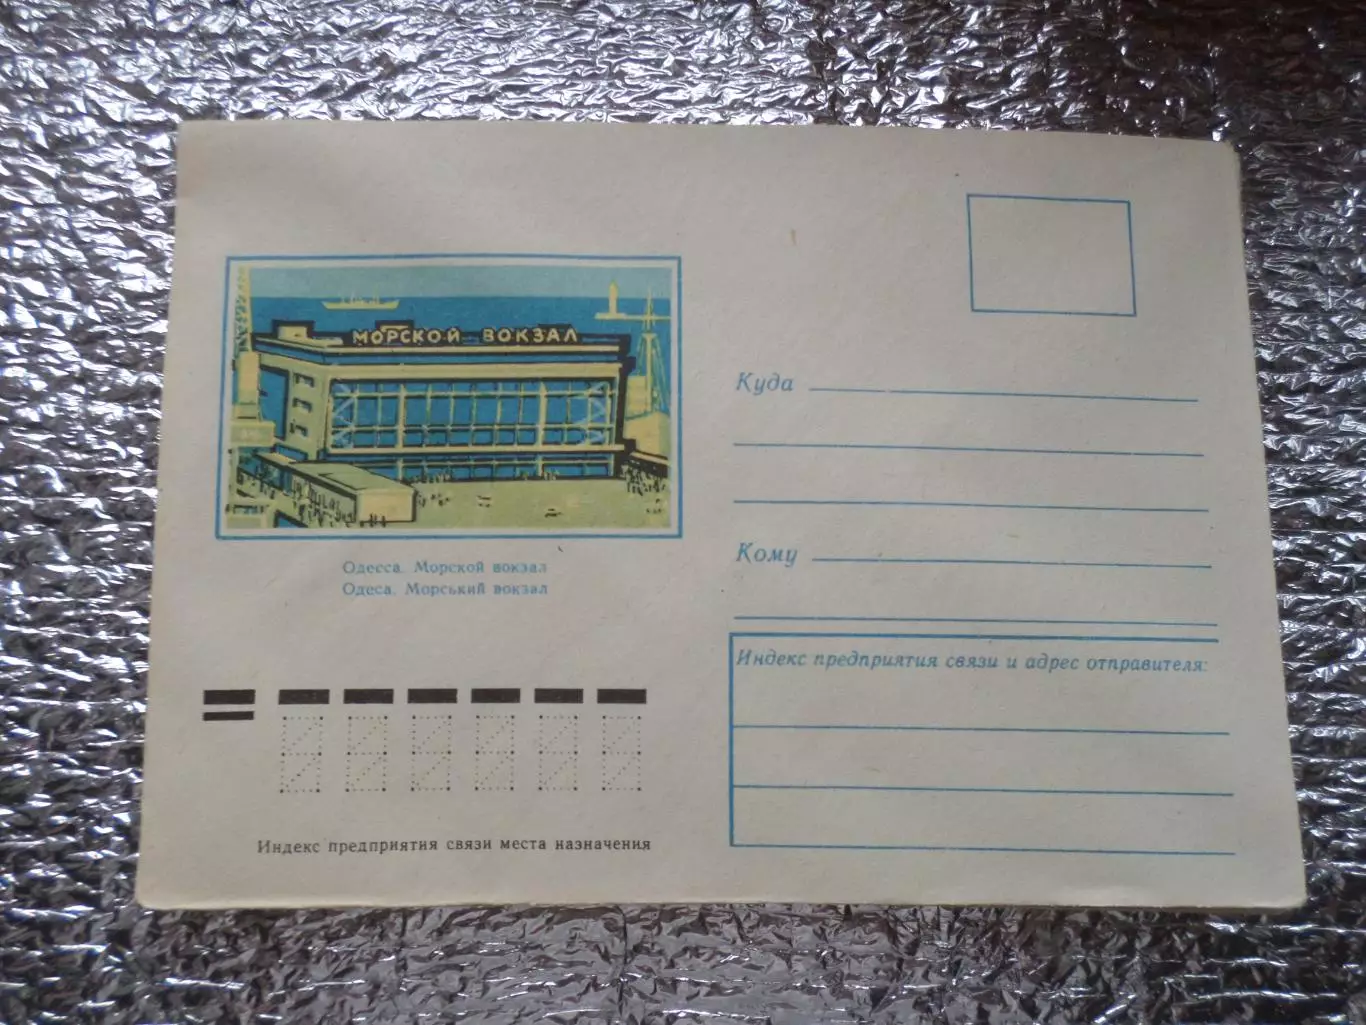 МОРСКОЙ ВОКЗАЛ
Одесса. Морской вокзал
Одеса. Морський вокзал
Куда
Кому
Индекс предприятия связи и адрес отправителя:
Индекс предприятия связи места назначения